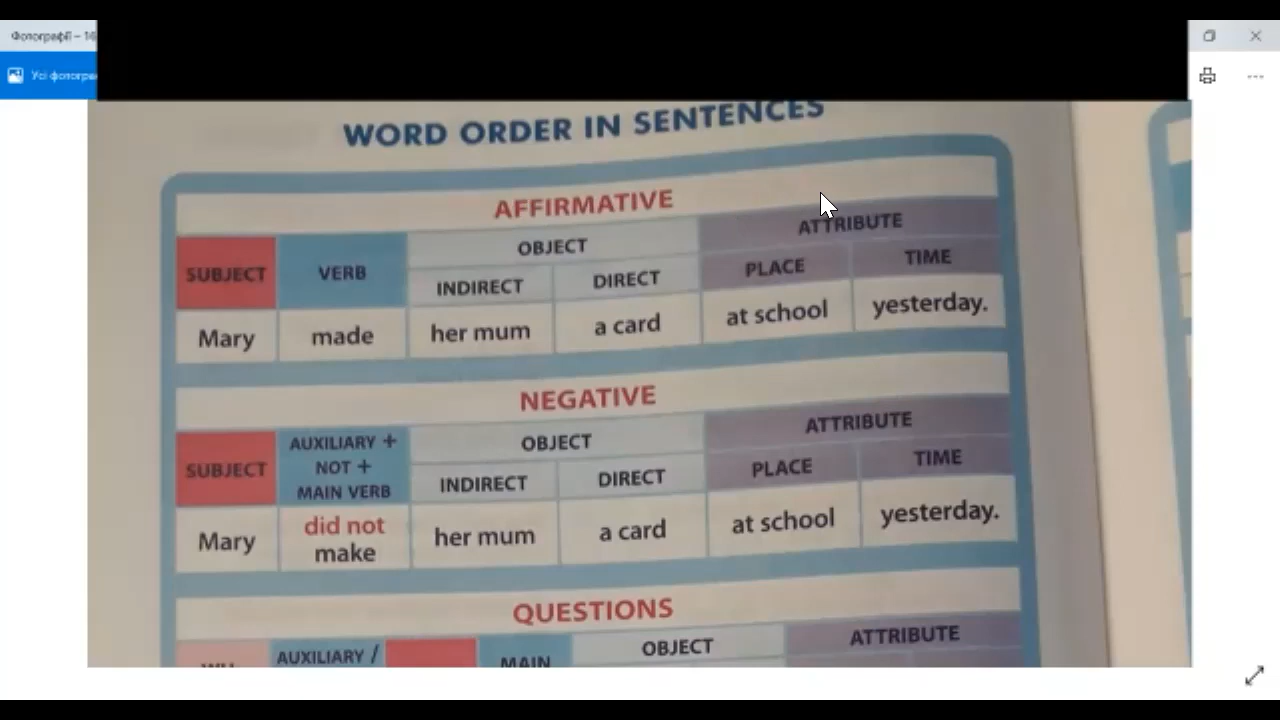 Фотографії – 16
Усі фотогра
WORD ORDER IN SENTENCES
AFFIRMATIVE
SUBJECT VERB OBJECT ATTRIBUTE
INDIRECT DIRECT PLACE TIME
Mary made her mum a card at school yesterday.
NEGATIVE
SUBJECT AUXILIARY + NOT + MAIN VERB OBJECT ATTRIBUTE
INDIRECT DIRECT PLACE TIME
Mary did not make her mum a card at school yesterday.
QUESTIONS
AUXILIARY / MAIN OBJECT ATTRIBUTE